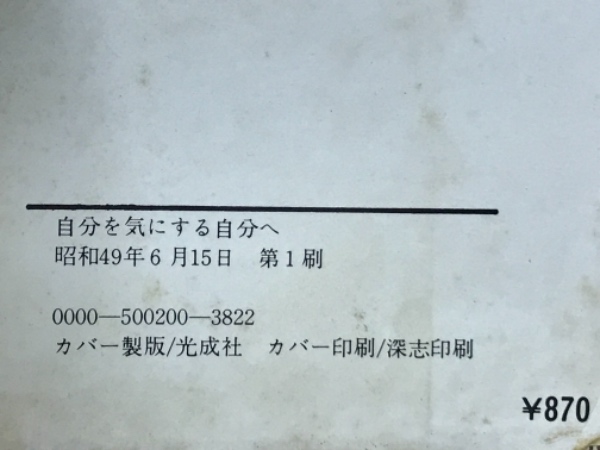 自分を気にする自分へ
昭和49年6月15日 第1刷
0000—500200—3822
カバー製版/光成社 カバー印刷/深志印刷
¥870